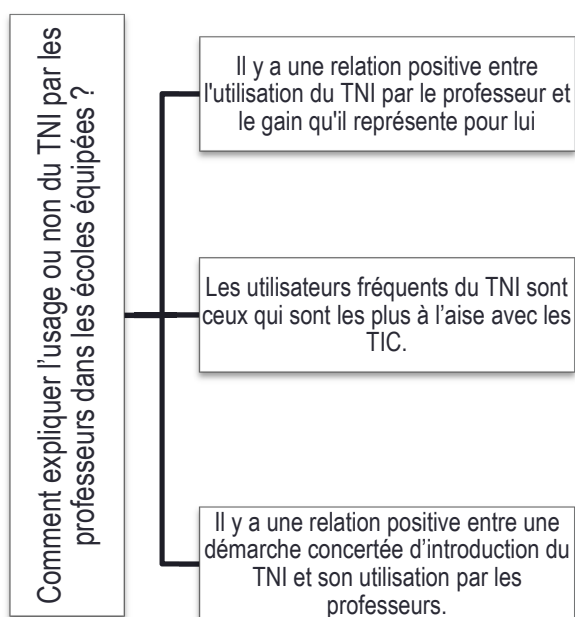 Comment expliquer l’usage ou non du TNI par les
professeurs dans les écoles équipées ?
Il y a une relation positive entre
l'utilisation du TNI par le professeur et
le gain qu'il représente pour lui
Les utilisateurs fréquents du TNI sont
ceux qui sont les plus à l’aise avec les
TIC.
Il y a une relation positive entre une
démarche concertée d’introduction du
TNI et son utilisation par les
professeurs.